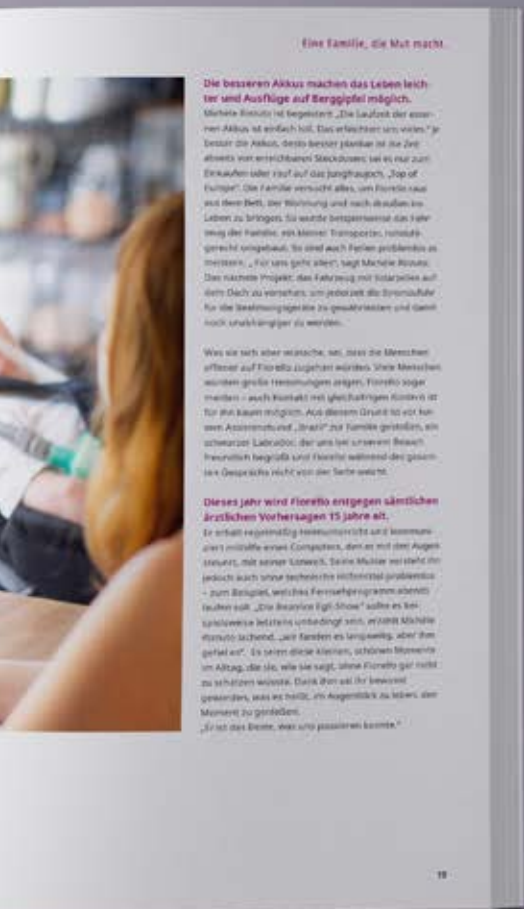 Eine Familie, die Mut macht.
Die besseren Akkus machen das Leben leich-
ter und Ausflüge auf Berggipfel möglich.
ist begeistert: „Die Laufzeit der
nen Akkus ist einfach toll. Das erleichtert uns vieles.“ Je
besser die Akkus, desto besser planbar ist die Zeit
abseits von erreichbaren Steckdosen: sei es nur zum
Einkaufen oder rauf auf das Jungfraujoch, „Top of
Europe“. Die Familie versucht alles, um Fiorello raus
aus dem Bett, der Wohnung und nach draußen ins
Leben zu bringen. So wurde beispielsweise das Fahr-
zeug der Familie, ein kleiner Transporter, rollstuhl-
gerecht umgebaut. So sind auch Ferien problemlos zu
meistern. „Für uns geht alles“, sagt
Das nächste Projekt: das Fahrzeug mit Solarzellen auf
dem Dach zu versehen, um jederzeit die Stromzufuhr
für die Beatmungsgeräte zu gewährleisten und damit
noch unabhängiger zu werden.
Was sie sich aber wünsche, sei, dass die Menschen
offener auf Fiorello zugehen würden. Viele Menschen
würden große Hemmungen zeigen, Fiorello sogar
meiden – auch Kontakt mit gleichaltrigen Kindern ist
für ihn kaum möglich. Aus diesem Grund ist vor kur-
zem Assistenzhund „Brazil“ zur Familie gestoßen, ein
schwarzer Labrador, der uns bei unserem Besuch
freundlich begrüßt und Fiorello während des gesam-
ten Gesprächs nicht von der Seite weicht.
Dieses Jahr wird Fiorello entgegen sämtlichen
ärztlichen Vorhersagen 15 Jahre alt.
Er erhält regelmäßig Heimunterricht und kommuni-
ziert mithilfe eines Computers, den er mit den Augen
steuert, mit seiner Umwelt. Seine Mutter versteht ihn
jedoch auch ohne technische Hilfsmittel problemlos
– zum Beispiel, welches Fernsehprogramm abends
laufen soll. „Die Beatrice Egli Show“ sollte es bei-
spielsweise letztens unbedingt sein, erzählt Michèle
lachend, „wir fanden es langweilig, aber ihm
gefiel es“. Es seien diese kleinen, schönen Momente
im Alltag, die sie, wie sie sagt, ohne Fiorello gar nicht
zu schätzen wüsste. Dank ihm sei ihr bewusst
geworden, was es heißt, im Augenblick zu leben, den
Moment zu genießen.
„Er ist das Beste, was uns passieren konnte.“
19